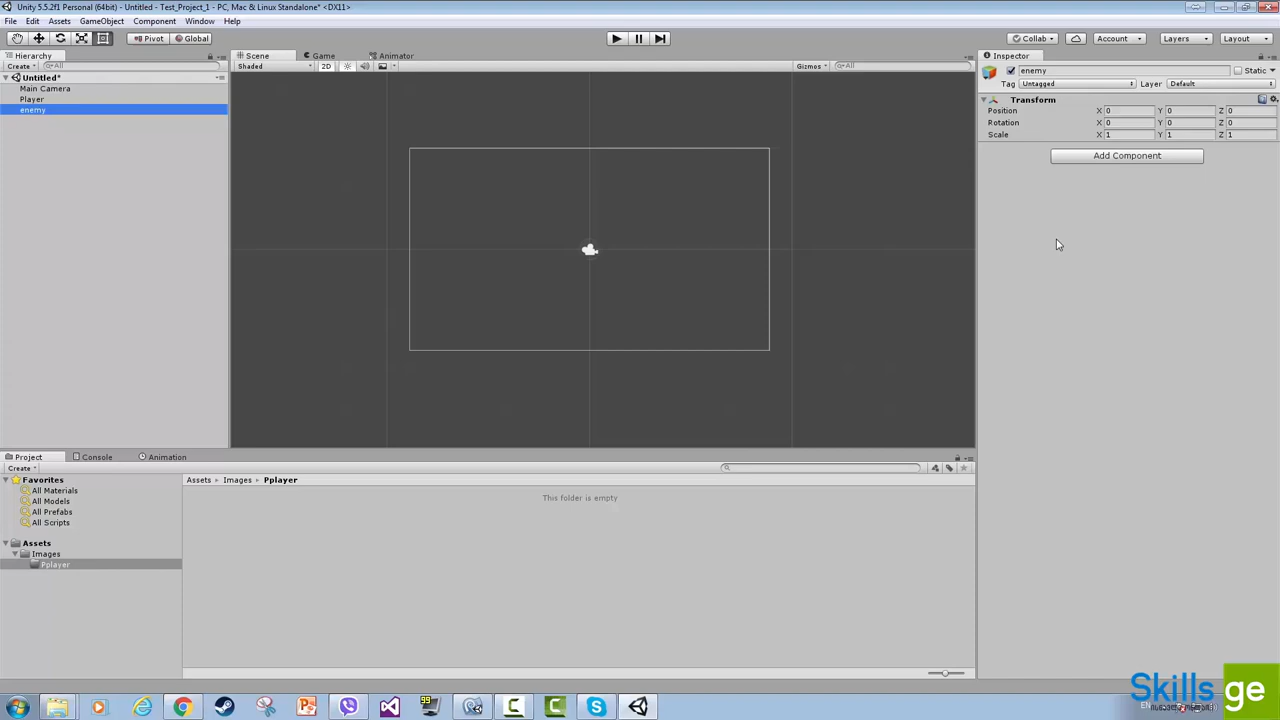 Unity 5.5.2f1 Personal (64bit) - Untitled - Test_Project_1 - PC, Mac & Linux Standalone* <DX11>
File Edit Assets GameObject Component Window Help
Pivot Global Collab Account Layers Layout
Hierarchy
Create All
Untitled*
Main Camera
Player
enemy
Scene Game Animator
Shaded 2D Gizmos All
Inspector
enemy Static
Tag Untagged Layer Default
Transform
Position X 0 Y 0 Z 0
Rotation X 0 Y 0 Z 0
Scale X 1 Y 1 Z 1
Add Component
Project Console Animation
Create
Favorites
All Materials
All Models
All Prefabs
All Scripts
Assets
Images
Pplayer
Assets Images Pplayer
This folder is empty
99
Skills ge
EN